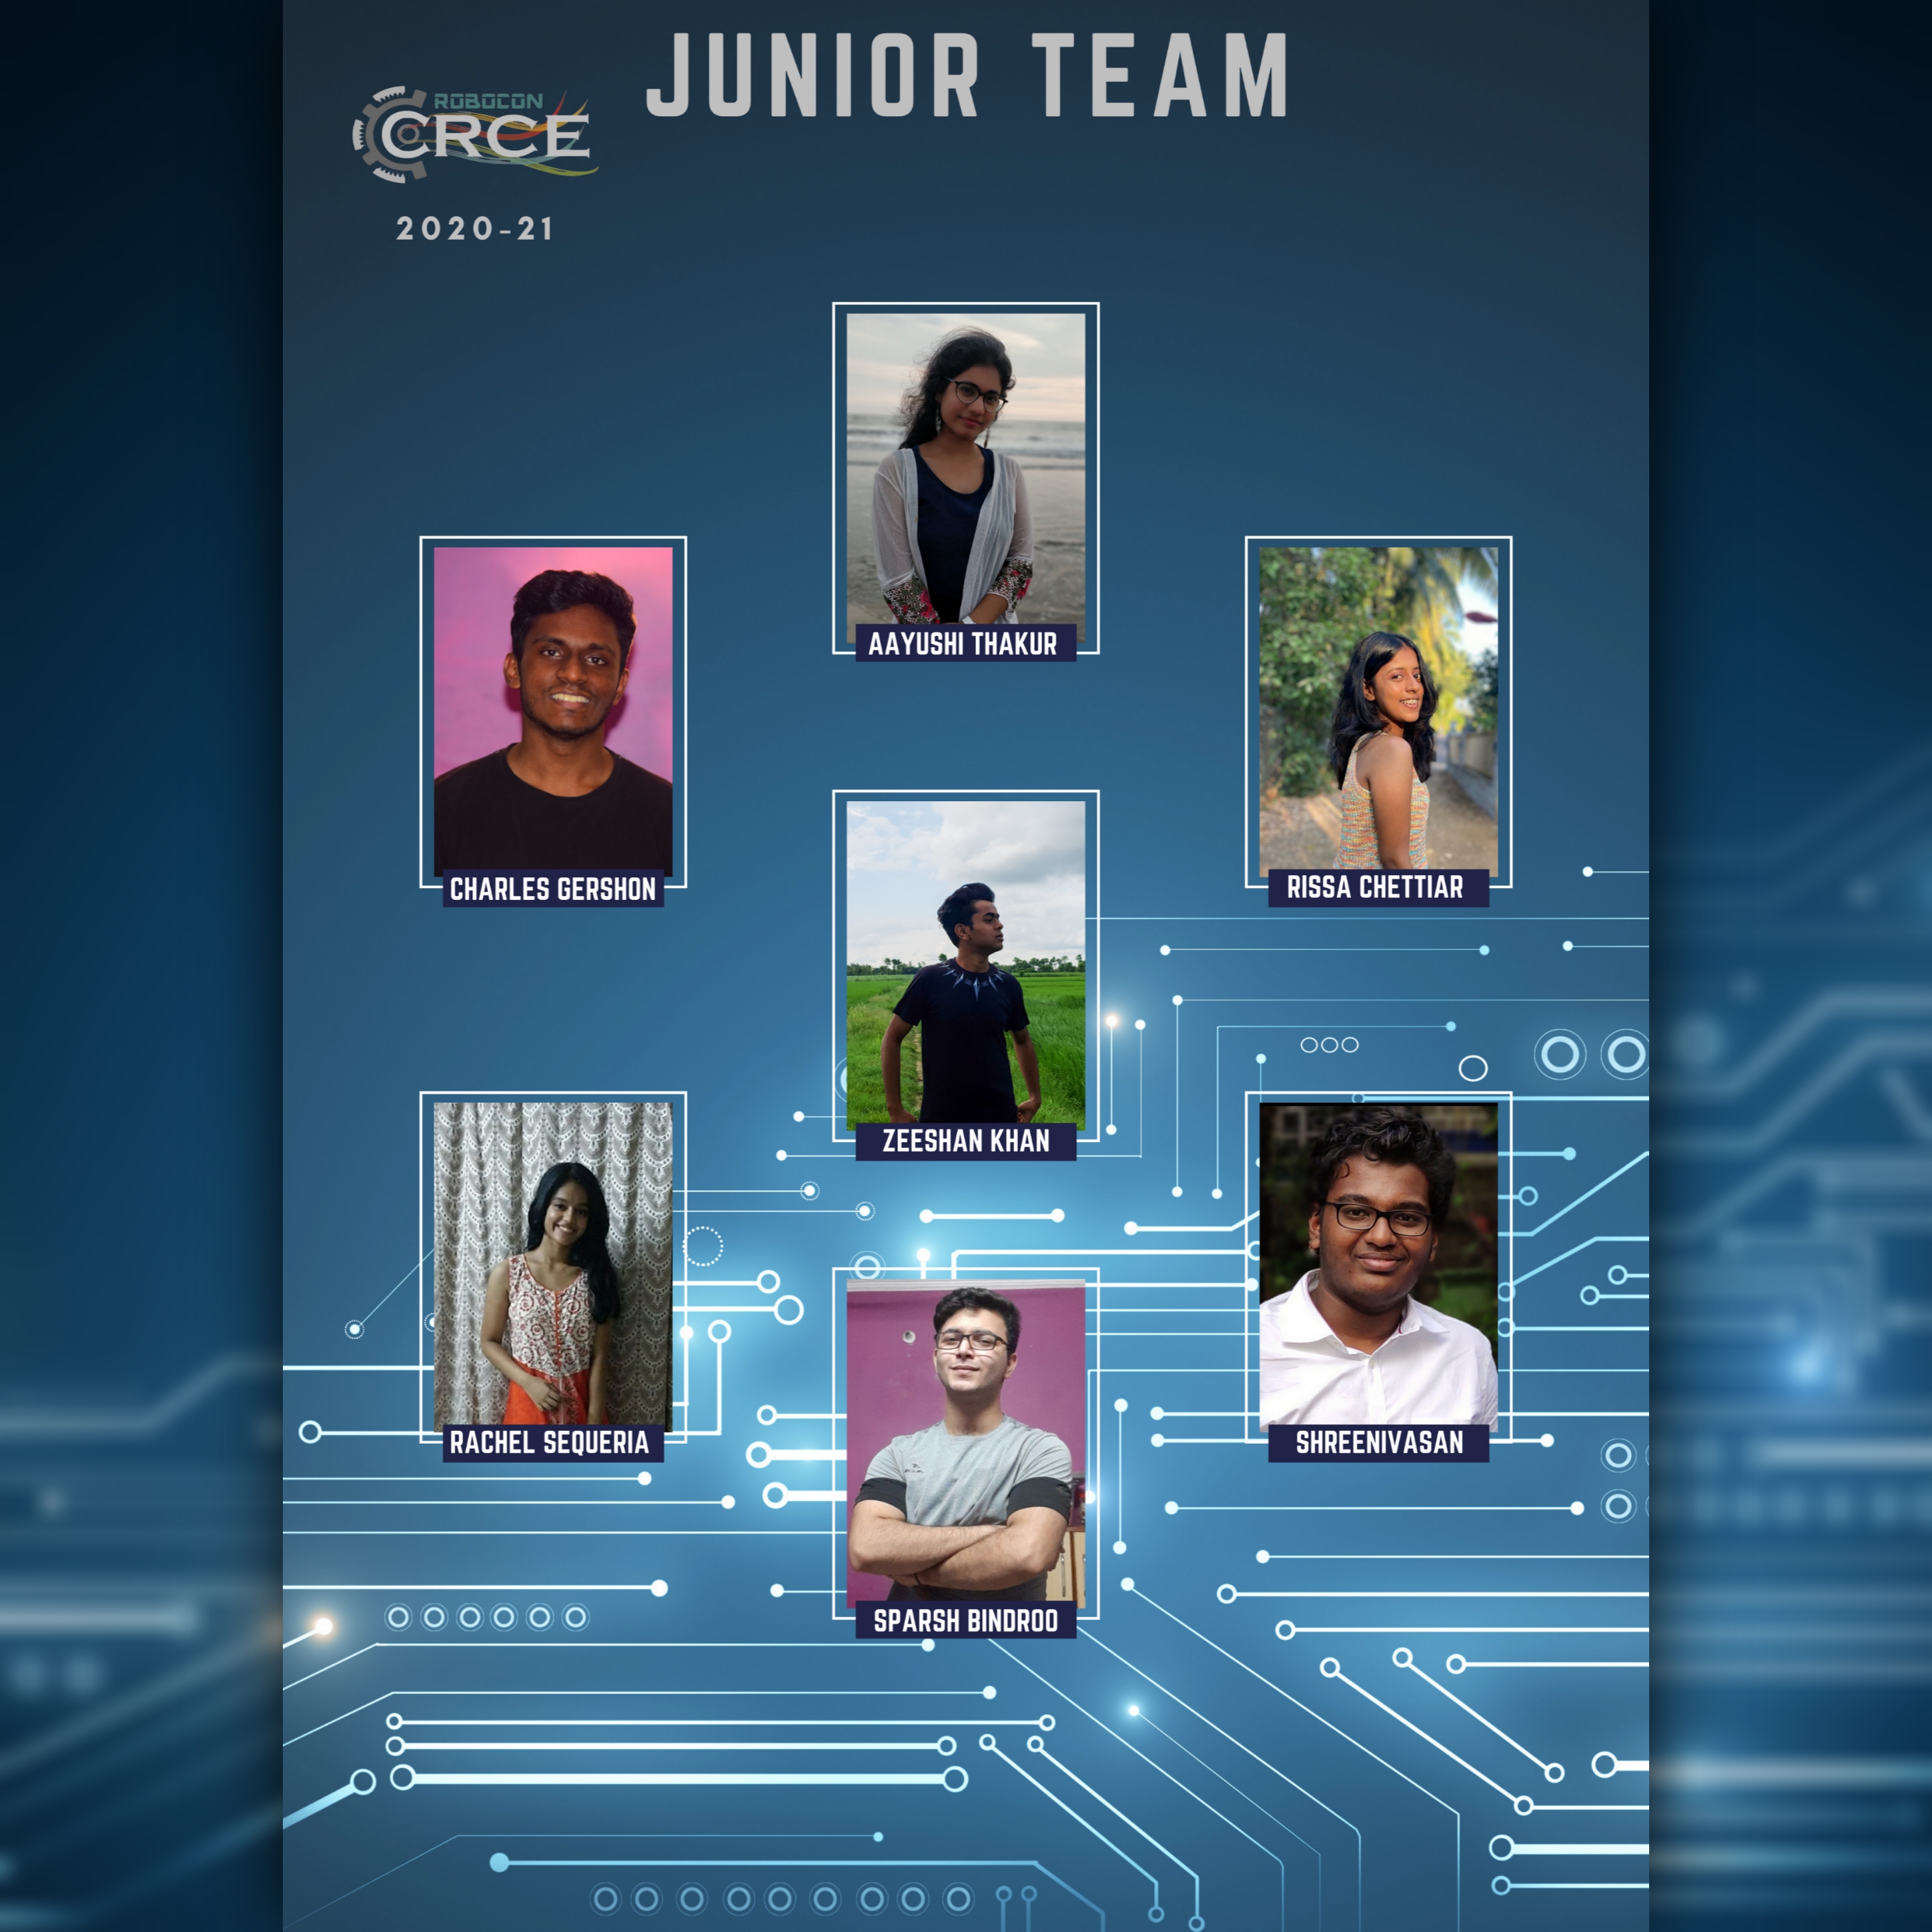 JUNIOR TEAM
ROBOCON
CRCE
2020-21
AAYUSHI THAKUR
CHARLES GERSHON
RISSA CHETTIAR
ZEESHAN KHAN
RACHEL SEQUERIA
SHREENIVASAN
SPARSH BINDROO